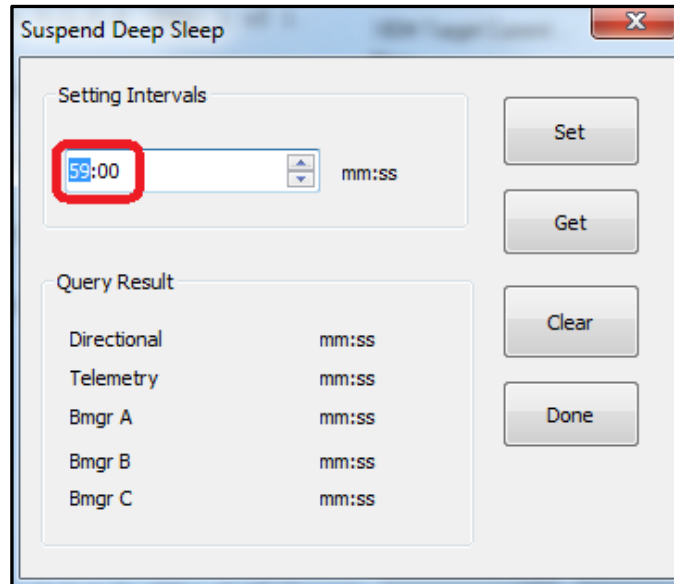 Suspend Deep Sleep
Setting Intervals
59:00 mm:ss
Set
Get
Query Result
Directional mm:ss
Telemetry mm:ss
Bmgr A mm:ss
Bmgr B mm:ss
Bmgr C mm:ss
Clear
Done